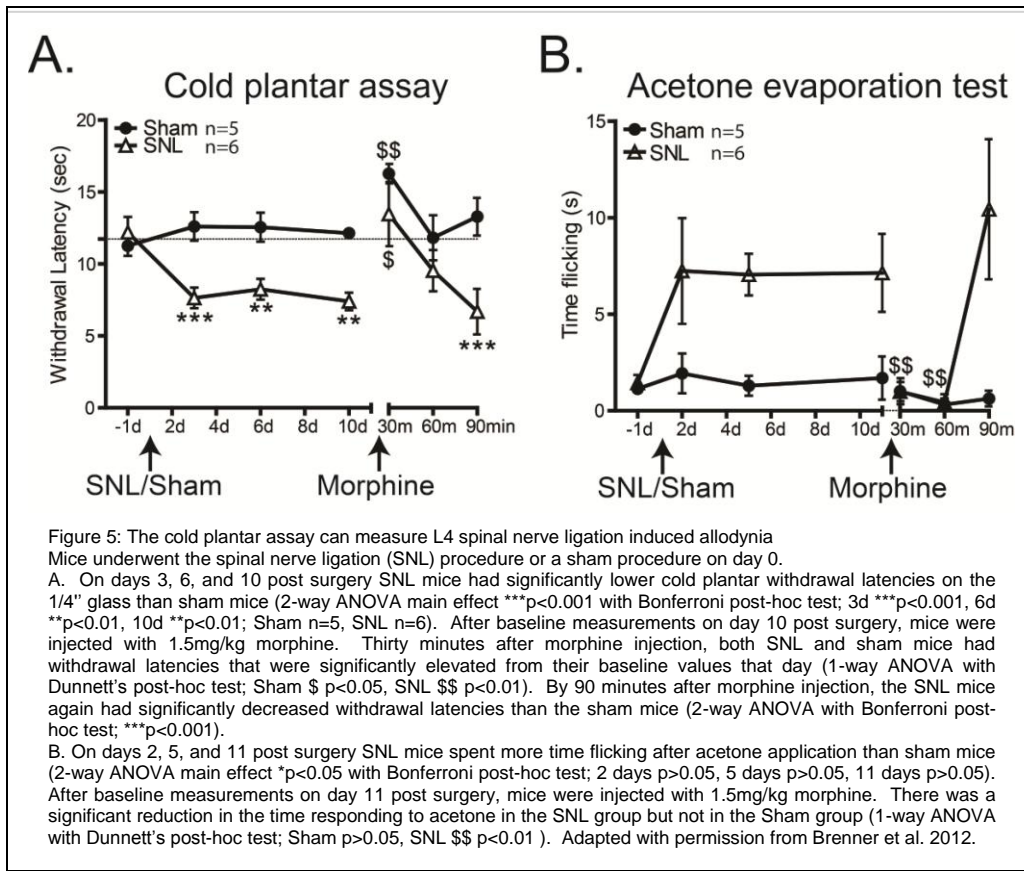 A.
Cold plantar assay
Sham n=5
SNL n=6
Withdrawal Latency (sec)
20
15
10
5
0
$$
$
***
**
**
***
-1d 2d 4d 6d 8d 10d 30m 60m 90min
SNL/Sham
Morphine
B.
Acetone evaporation test
Sham n=5
SNL n=6
Time flicking (s)
15
10
5
0
$$
$$
-1d 2d 4d 6d 8d 10d 30m 60m 90m
SNL/Sham
Morphine
Figure 5: The cold plantar assay can measure L4 spinal nerve ligation induced allodynia
Mice underwent the spinal nerve ligation (SNL) procedure or a sham procedure on day 0.
A. On days 3, 6, and 10 post surgery SNL mice had significantly lower cold plantar withdrawal latencies on the
1/4" glass than sham mice (2-way ANOVA main effect ***p<0.001 with Bonferroni post-hoc test; 3d ***p<0.001, 6d
**p<0.01, 10d **p<0.01; Sham n=5, SNL n=6). After baseline measurements on day 10 post surgery, mice were
injected with 1.5mg/kg morphine. Thirty minutes after morphine injection, both SNL and sham mice had
withdrawal latencies that were significantly elevated from their baseline values that day (1-way ANOVA with
Dunnett's post-hoc test; Sham $ p<0.05, SNL $$ p<0.01). By 90 minutes after morphine injection, the SNL mice
again had significantly decreased withdrawal latencies than the sham mice (2-way ANOVA with Bonferroni post-
hoc test; ***p<0.001).
B. On days 2, 5, and 11 post surgery SNL mice spent more time flicking after acetone application than sham mice
(2-way ANOVA main effect *p<0.05 with Bonferroni post-hoc test; 2 days p>0.05, 5 days p>0.05, 11 days p>0.05).
After baseline measurements on day 11 post surgery, mice were injected with 1.5mg/kg morphine. There was a
significant reduction in the time responding to acetone in the SNL group but not in the Sham group (1-way ANOVA
with Dunnett's post-hoc test; Sham p>0.05, SNL $$ p<0.01 ). Adapted with permission from Brenner et al. 2012.